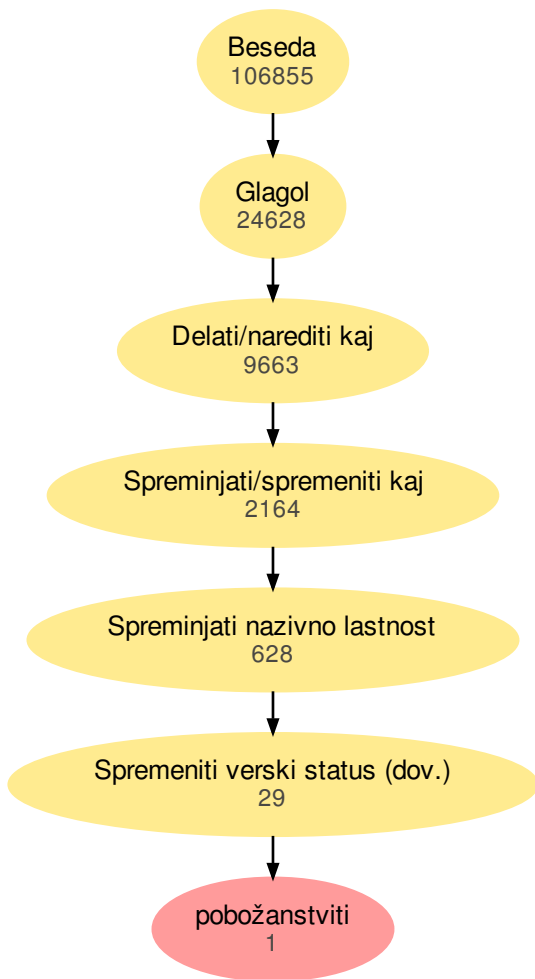 Beseda
106855
Glagol
24628
Delati/narediti kaj
9663
Spreminjati/spremeniti kaj
2164
Spreminjati nazivno lastnost
628
Spremeniti verski status (dov.)
29
pobožanstviti
1